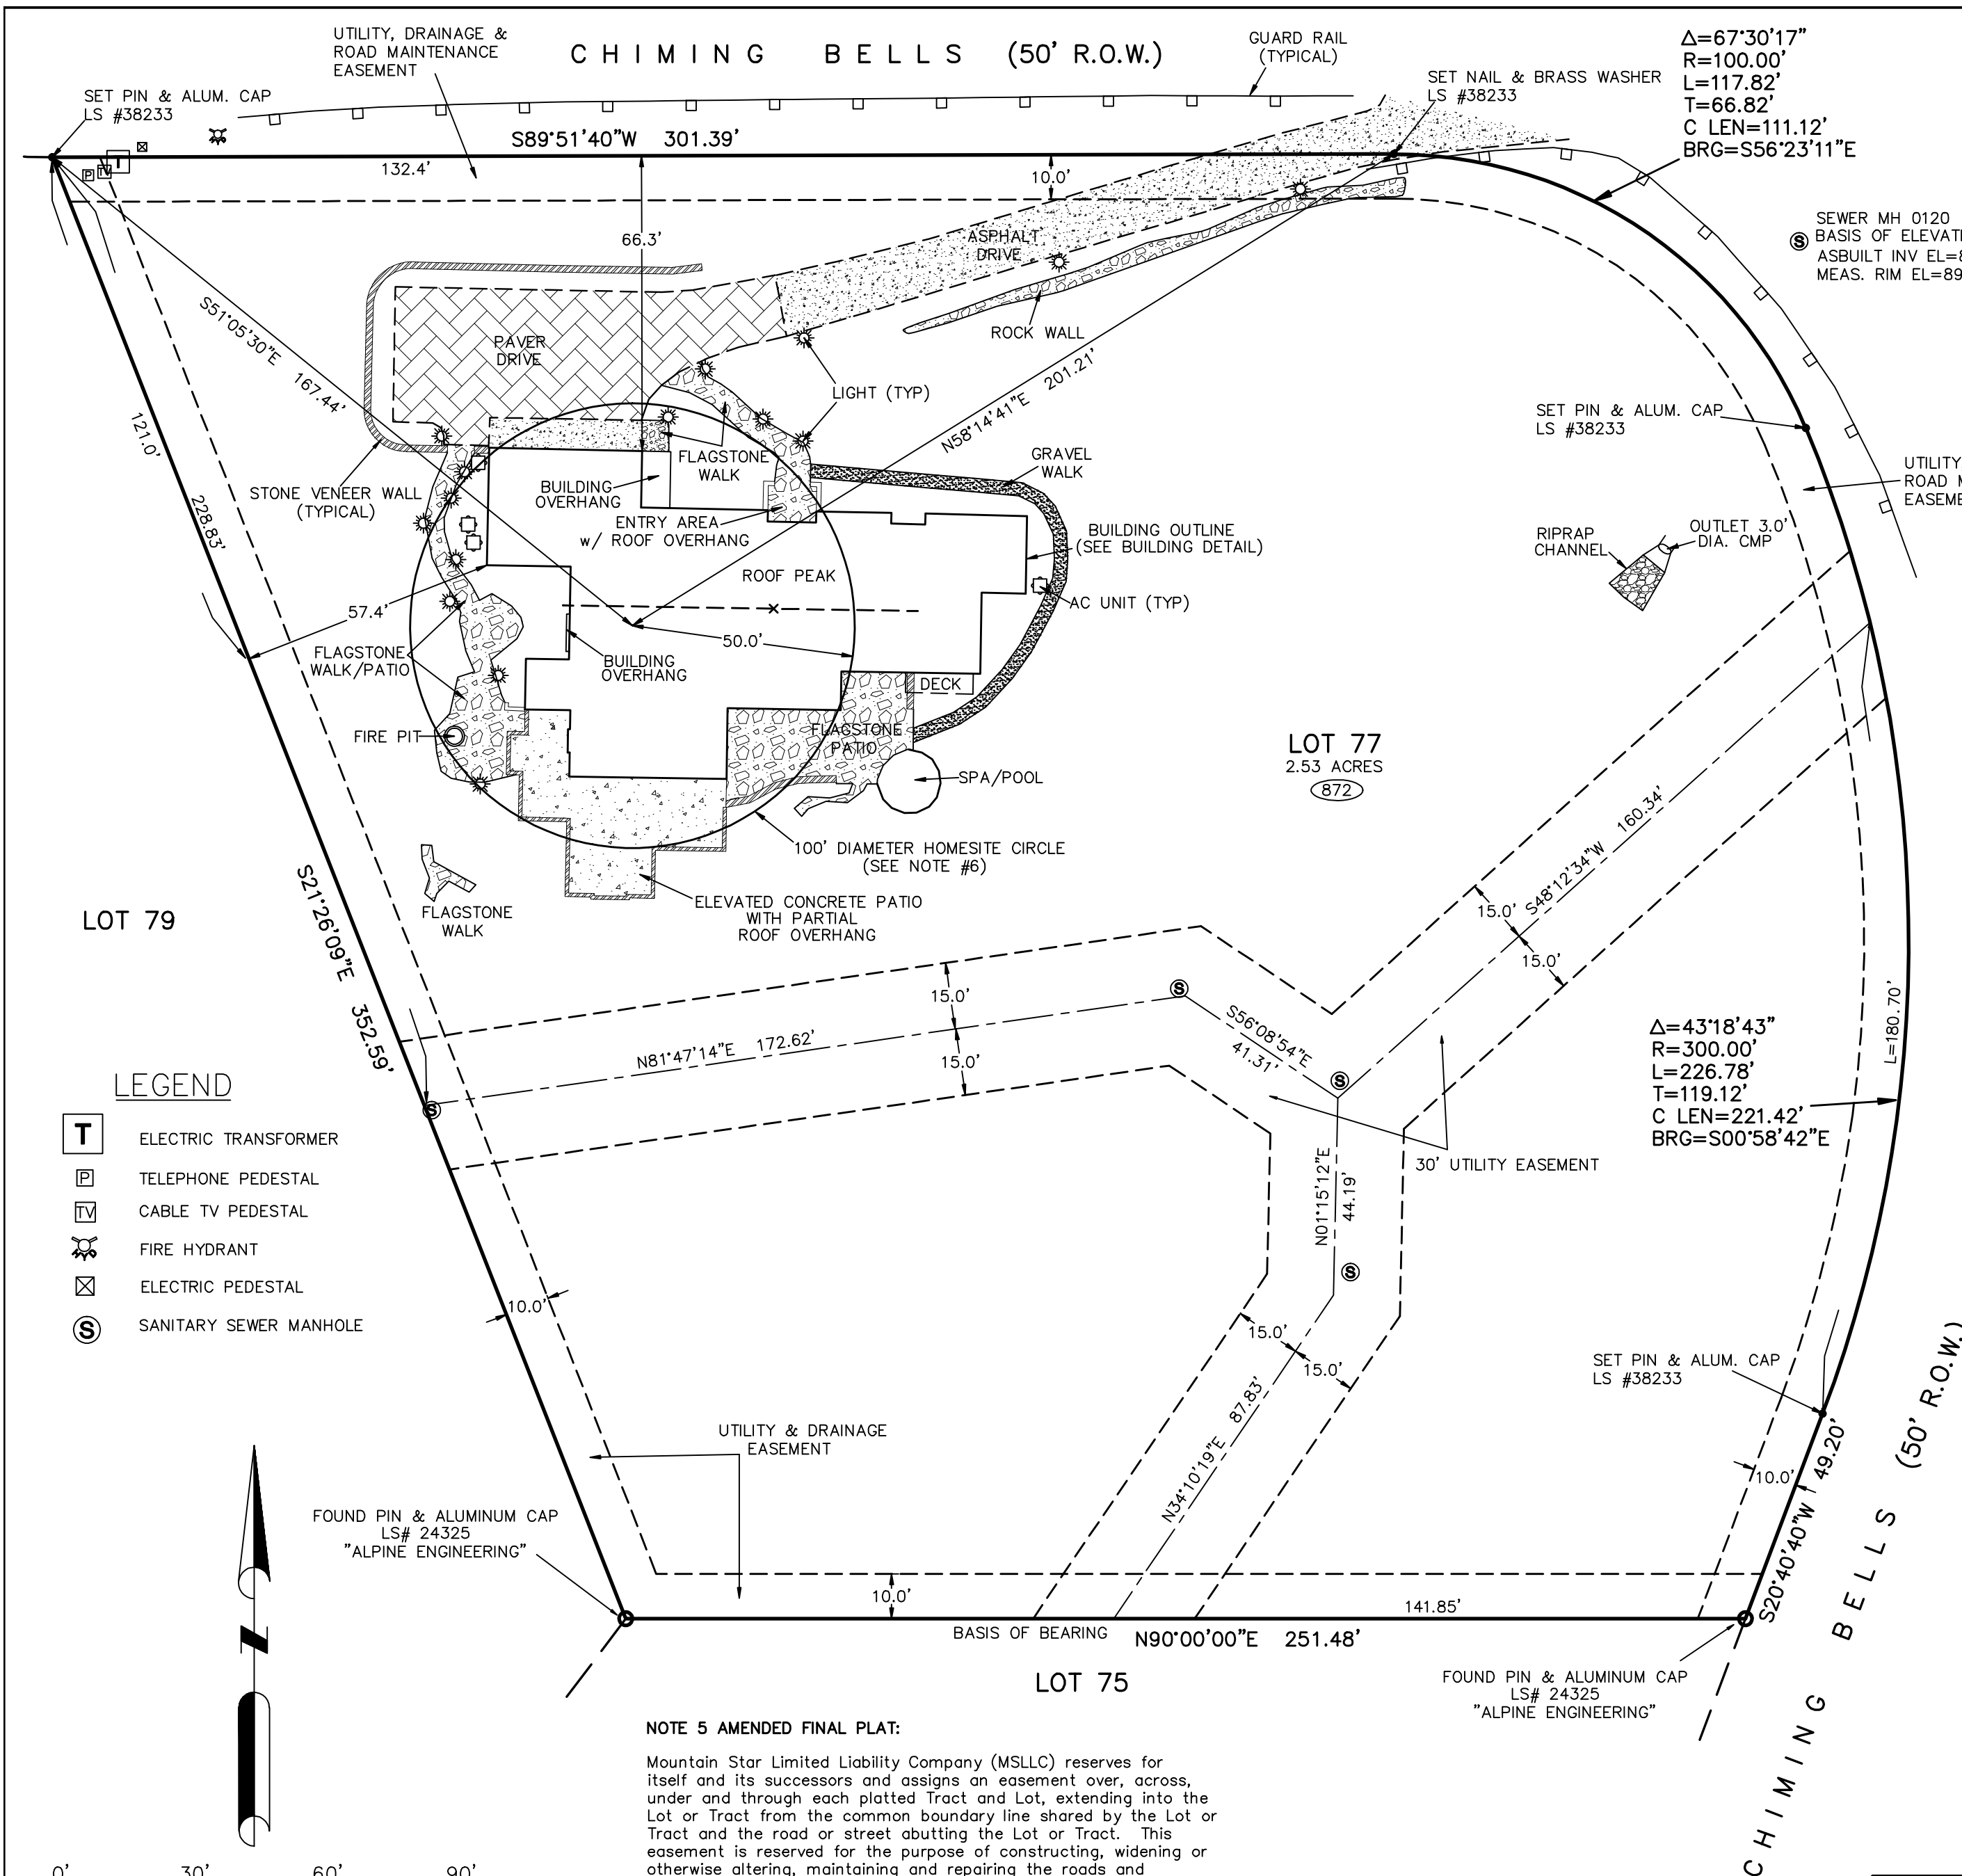 UTILITY, DRAINAGE &
ROAD MAINTENANCE
EASEMENT
CHIMING BELLS (50' R.O.W.)
GUARD RAIL
(TYPICAL)
Δ=67°30'17"
R=100.00'
L=117.82'
T=66.82'
C LEN=111.12'
BRG=S56°23'11"E
SET PIN & ALUM. CAP
LS #38233
SET NAIL & BRASS WASHER
LS #38233
S89°51'40"W 301.39'
132.4'
10.0'
T
P
TV
66.3'
ASPHALT
DRIVE
SEWER MH 0120
S
BASIS OF ELEVATI
ASBUILT INV EL=8
MEAS. RIM EL=89
S51°05'30"E 167.44'
PAVER
DRIVE
ROCK WALL
LIGHT (TYP)
N58°14'41"E 201.21'
121.0'
228.83'
SET PIN & ALUM. CAP
LS #38233
STONE VENEER WALL
(TYPICAL)
FLAGSTONE
WALK
BUILDING
OVERHANG
GRAVEL
WALK
UTILITY
ROAD M
EASEME
ENTRY AREA
w/ ROOF OVERHANG
BUILDING OUTLINE
(SEE BUILDING DETAIL)
RIPRAP
CHANNEL
OUTLET 3.0'
DIA. CMP
ROOF PEAK
AC UNIT (TYP)
57.4'
50.0'
FLAGSTONE
WALK/PATIO
BUILDING
OVERHANG
DECK
FIRE PIT
FLAGSTONE
PATIO
SPA/POOL
LOT 77
2.53 ACRES
872
100' DIAMETER HOMESITE CIRCLE
(SEE NOTE #6)
ELEVATED CONCRETE PATIO
WITH PARTIAL
ROOF OVERHANG
FLAGSTONE
WALK
LOT 79
S21°26'09"E 352.59'
S48°12'34"W 160.34'
15.0'
15.0'
15.0'
15.0'
N81°47'14"E 172.62'
S
S
S56°08'54"E
41.31'
S
L=180.70'
Δ=43°18'43"
R=300.00'
L=226.78'
T=119.12'
C LEN=221.42'
BRG=S00°58'42"E
30' UTILITY EASEMENT
N01°15'12"E
44.19'
S
LEGEND
T ELECTRIC TRANSFORMER
P TELEPHONE PEDESTAL
TV CABLE TV PEDESTAL
FIRE HYDRANT
ELECTRIC PEDESTAL
S SANITARY SEWER MANHOLE
10.0'
15.0'
15.0'
N34°10'19"E 87.83'
SET PIN & ALUM. CAP
LS #38233
UTILITY & DRAINAGE
EASEMENT
10.0'
S20°40'40"W 49.20'
CHIMING BELLS (50' R.O.W.)
FOUND PIN & ALUMINUM CAP
LS# 24325
"ALPINE ENGINEERING"
N
10.0'
141.85'
BASIS OF BEARING N90°00'00"E 251.48'
LOT 75
FOUND PIN & ALUMINUM CAP
LS# 24325
"ALPINE ENGINEERING"
NOTE 5 AMENDED FINAL PLAT:
Mountain Star Limited Liability Company (MSLLC) reserves for
itself and its successors and assigns an easement over, across,
under and through each platted Tract and Lot, extending into the
Lot or Tract from the common boundary line shared by the Lot or
Tract and the road or street abutting the Lot or Tract. This
easement is reserved for the purpose of constructing, widening or
otherwise altering, maintaining and repairing the roads and
0' 30' 60' 90'